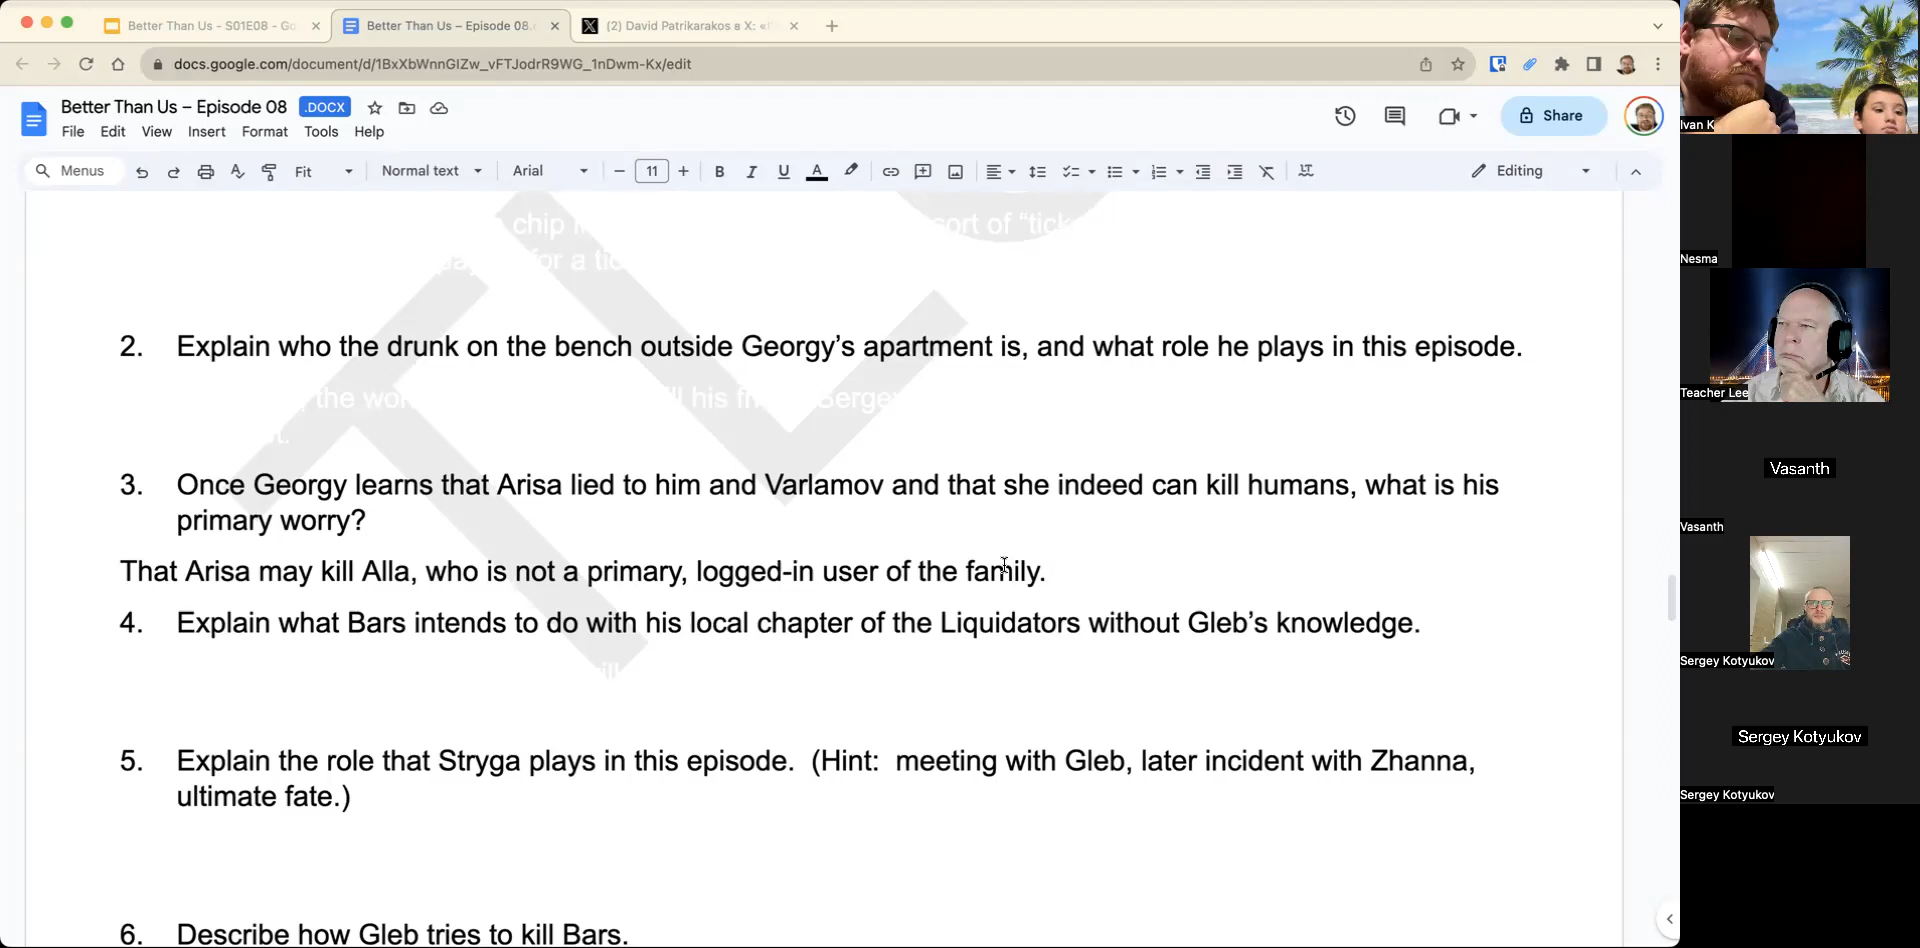 Better Than Us - S01E08 - Go
Better Than Us – Episode 08.
(2) David Patrikarakos в X: «
docs.google.com/document/d/1BxXbWnnGIZw_vFTJodrR9WG_1nDwm-Kx/edit
Better Than Us – Episode 08 .DOCX
File Edit View Insert Format Tools Help
Share
Menus Fit Normal text Arial 11 Editing
chip sort of “tick
for a
2. Explain who the drunk on the bench outside Georgy’s apartment is, and what role he plays in this episode.
the his
3. Once Georgy learns that Arisa lied to him and Varlamov and that she indeed can kill humans, what is his
primary worry?
That Arisa may kill Alla, who is not a primary, logged-in user of the family.
4. Explain what Bars intends to do with his local chapter of the Liquidators without Gleb’s knowledge.
5. Explain the role that Stryga plays in this episode. (Hint: meeting with Gleb, later incident with Zhanna,
ultimate fate.)
6. Describe how Gleb tries to kill Bars.
Ivan K
Nesma
Teacher Lee
Vasanth
Vasanth
Sergey Kotyukov
Sergey Kotyukov
Sergey Kotyukov